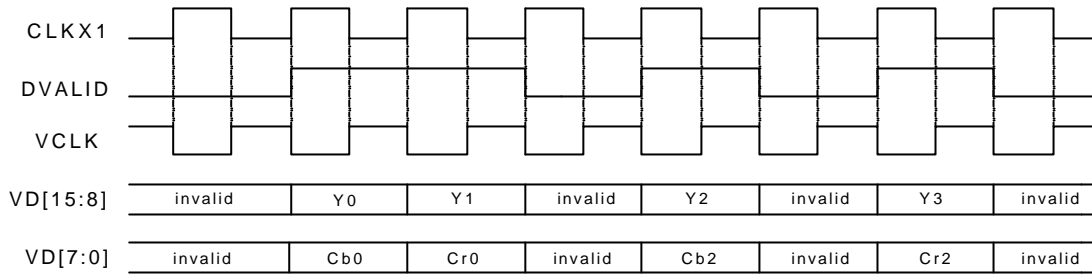 CLKX1
DVALID
VCLK
VD[15:8] invalid Y0 Y1 invalid Y2 invalid Y3 invalid
VD[7:0] invalid Cb0 Cr0 invalid Cb2 invalid Cr2 invalid